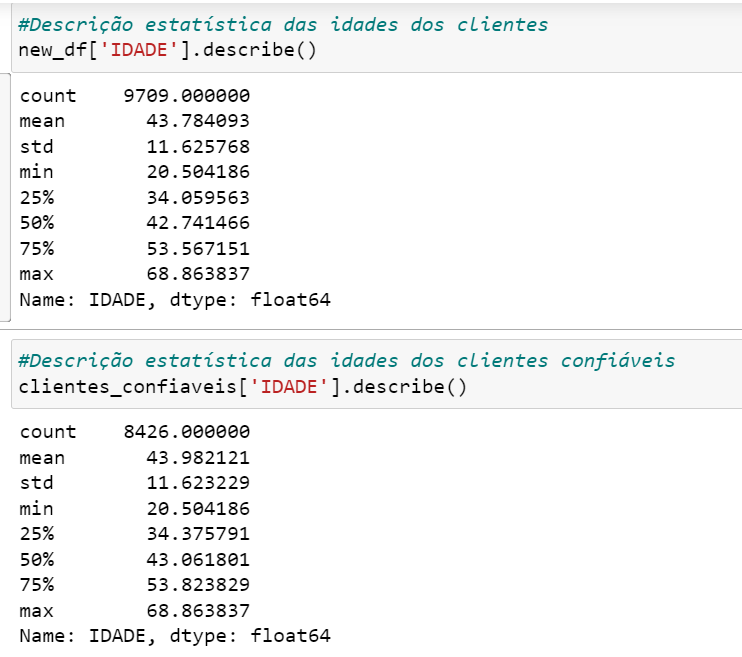 #Descrição estatística das idades dos clientes
new_df['IDADE'].describe()
count    9709.000000
mean       43.784093
std        11.625768
min        20.504186
25%        34.059563
50%        42.741466
75%        53.567151
max        68.863837
Name: IDADE, dtype: float64
#Descrição estatística das idades dos clientes confiáveis
clientes_confiaveis['IDADE'].describe()
count    8426.000000
mean       43.982121
std        11.623229
min        20.504186
25%        34.375791
50%        43.061801
75%        53.823829
max        68.863837
Name: IDADE, dtype: float64